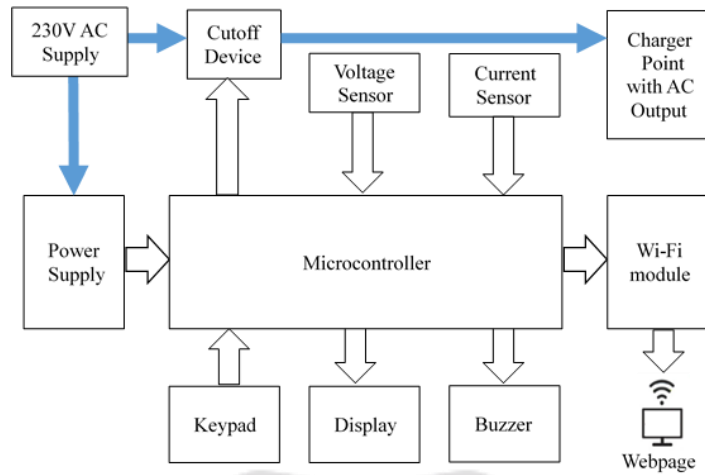 230V AC
Supply
Cutoff
Device
Voltage
Sensor
Current
Sensor
Charger
Point
with AC
Output
Power
Supply
Microcontroller
Wi-Fi
module
Keypad
Display
Buzzer
Webpage